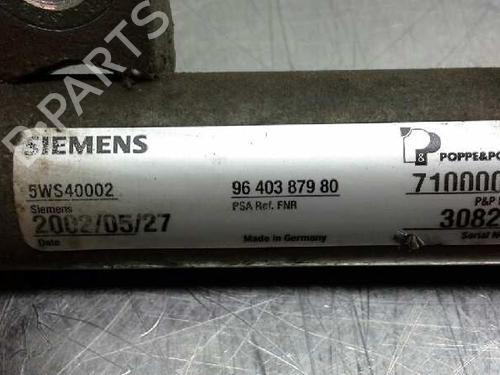 B-PARTS
SIEMENS
5WS40002
Siemens
2002/05/27
Date
96 403 879 80
PSA Ref. FNR
Made in Germany
P&
POPPE&PO
710000
P&P
3082
Serial N